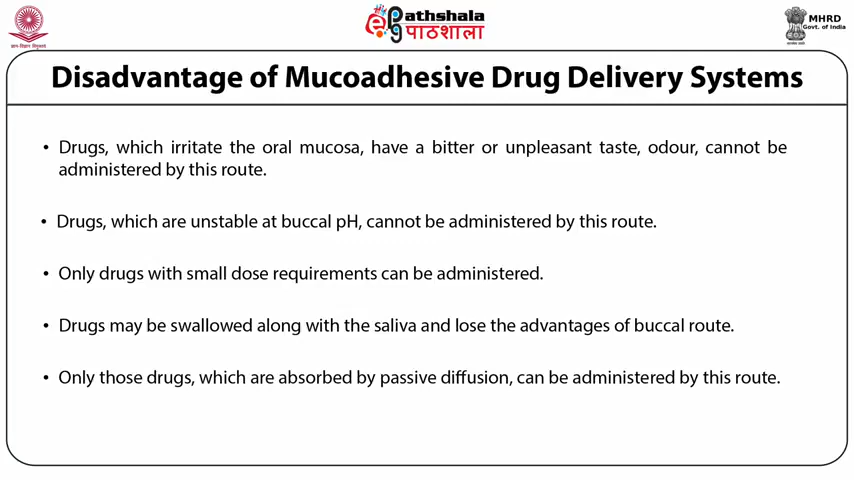 ePathshala
पाठशाला
MHRD
Govt. of India
Disadvantage of Mucoadhesive Drug Delivery Systems
• Drugs, which irritate the oral mucosa, have a bitter or unpleasant taste, odour, cannot be
administered by this route.
• Drugs, which are unstable at buccal pH, cannot be administered by this route.
• Only drugs with small dose requirements can be administered.
• Drugs may be swallowed along with the saliva and lose the advantages of buccal route.
• Only those drugs, which are absorbed by passive diffusion, can be administered by this route.